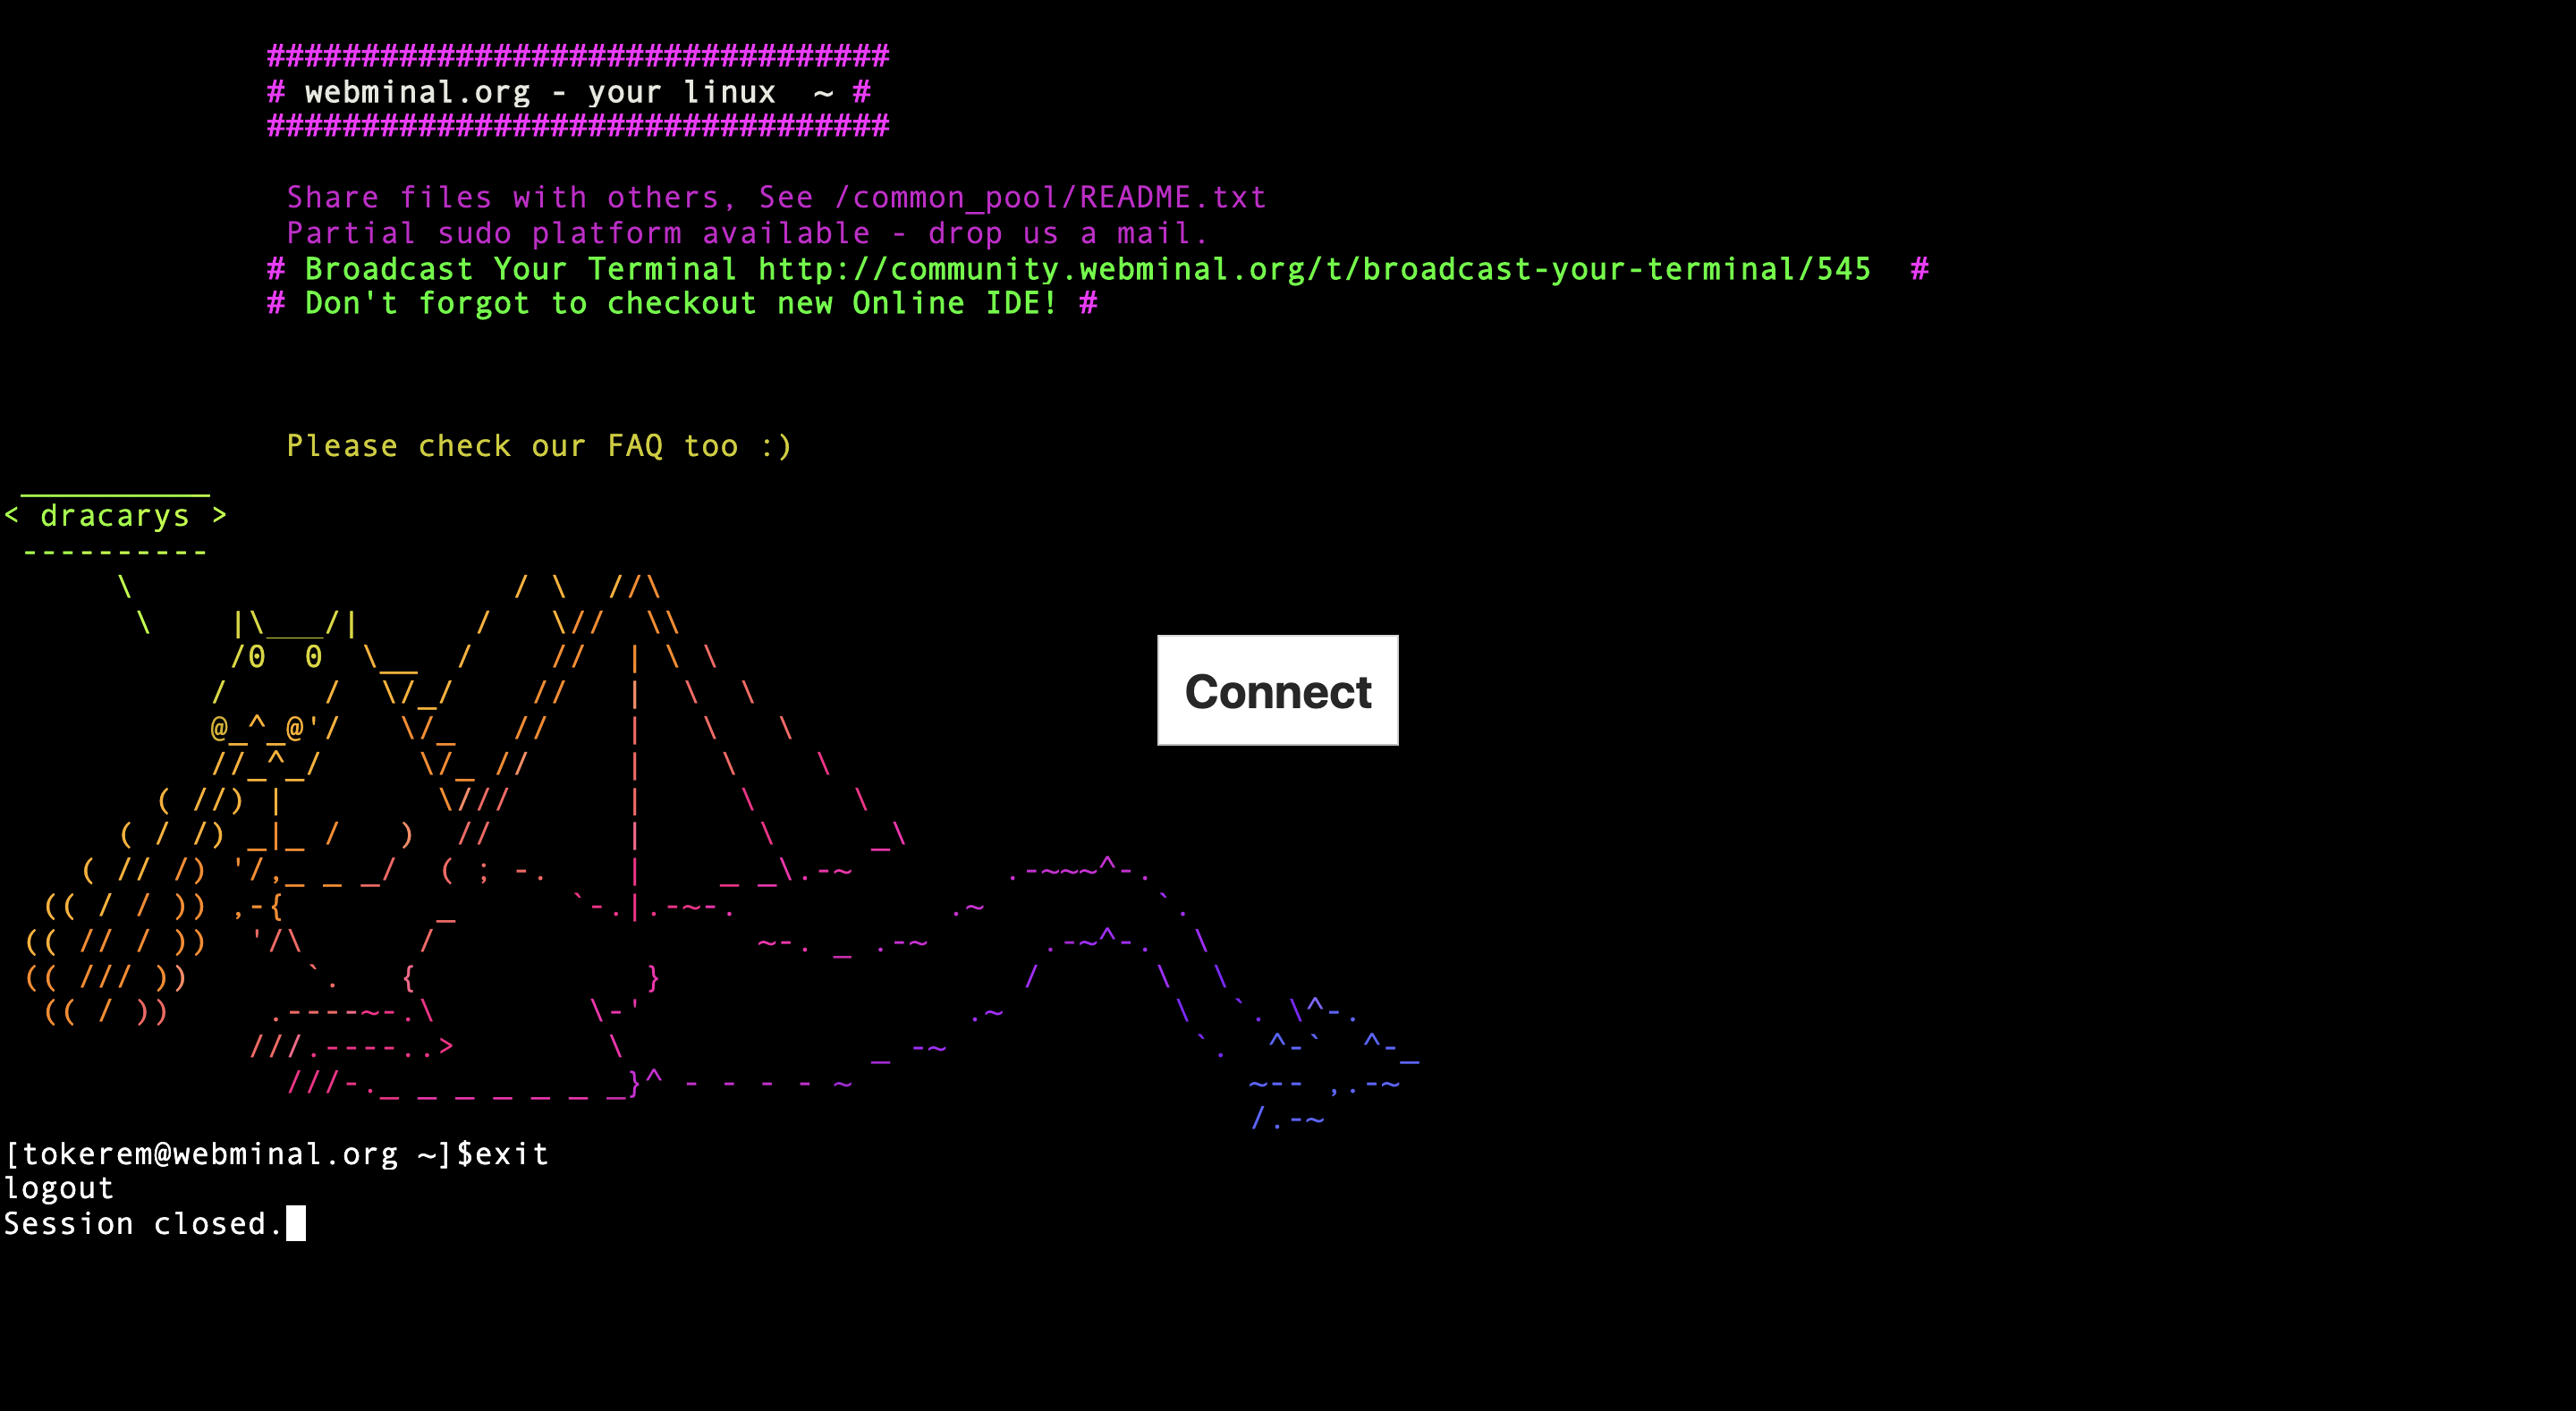 #################################
# webminal.org - your linux  ~ #
#################################
Share files with others, See /common_pool/README.txt
Partial sudo platform available - drop us a mail.
# Broadcast Your Terminal http://community.webminal.org/t/broadcast-your-terminal/545  #
# Don't forgot to checkout new Online IDE! #
Please check our FAQ too :)
< dracarys >
Connect
[tokerem@webminal.org ~]$exit
logout
Session closed.